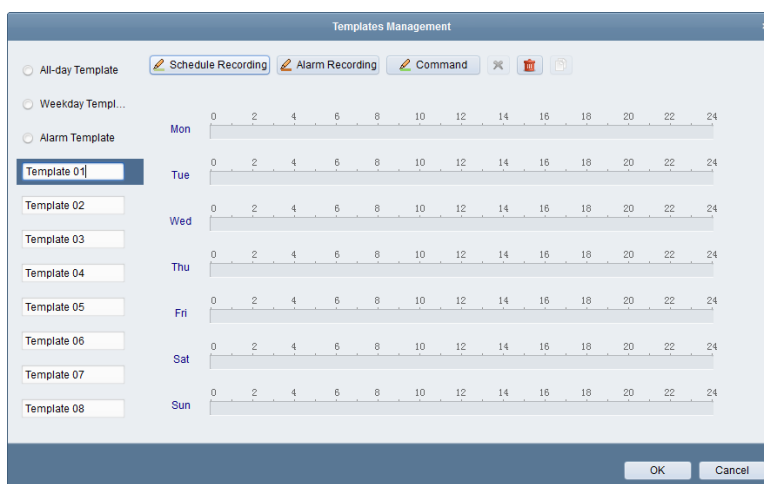 Templates Management
Schedule Recording Alarm Recording Command
All-day Template
Weekday Templ...
Alarm Template
Template 01
Template 02
Template 03
Template 04
Template 05
Template 06
Template 07
Template 08
0 2 4 6 8 10 12 14 16 18 20 22 24
Mon
0 2 4 6 8 10 12 14 16 18 20 22 24
Tue
0 2 4 6 8 10 12 14 16 18 20 22 24
Wed
0 2 4 6 8 10 12 14 16 18 20 22 24
Thu
0 2 4 6 8 10 12 14 16 18 20 22 24
Fri
0 2 4 6 8 10 12 14 16 18 20 22 24
Sat
0 2 4 6 8 10 12 14 16 18 20 22 24
Sun
OK Cancel